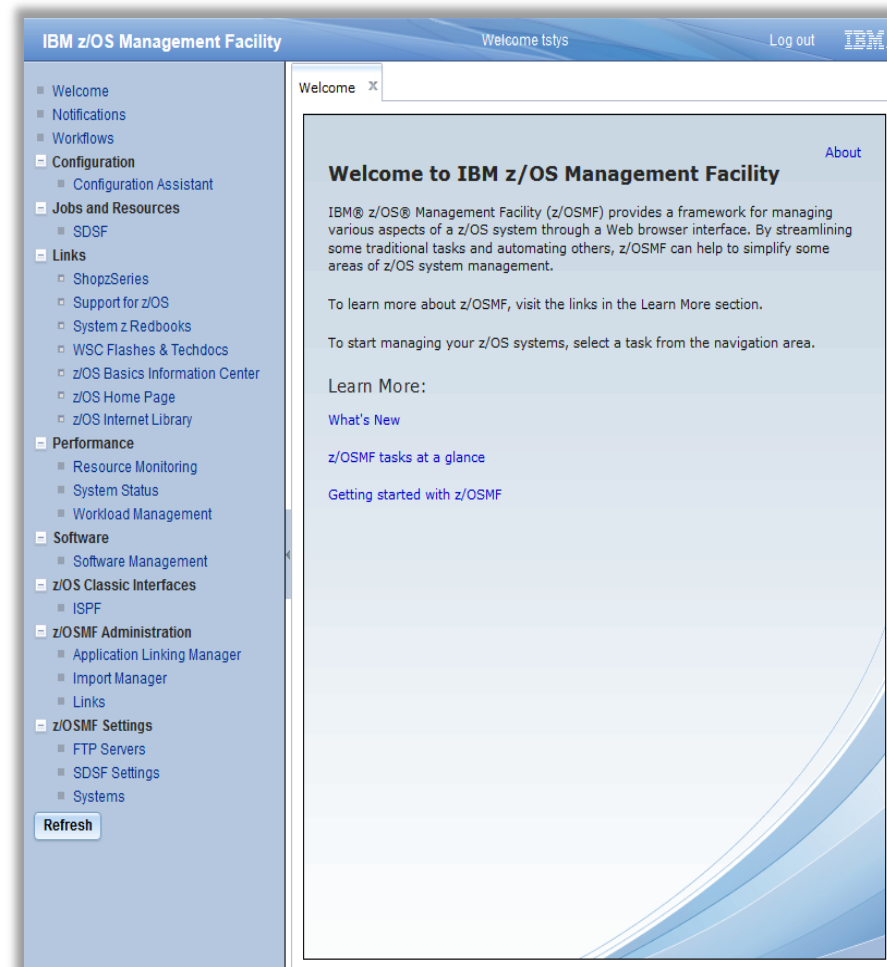 IBM z/OS Management Facility
Welcome tstys
Log out
IBM
Welcome
Notifications
Workflows
Configuration
Configuration Assistant
Jobs and Resources
SDSF
Links
ShopzSeries
Support for z/OS
System z Redbooks
WSC Flashes & Techdocs
z/OS Basics Information Center
z/OS Home Page
z/OS Internet Library
Performance
Resource Monitoring
System Status
Workload Management
Software
Software Management
z/OS Classic Interfaces
ISPF
z/OSMF Administration
Application Linking Manager
Import Manager
Links
z/OSMF Settings
FTP Servers
SDSF Settings
Systems
Refresh
Welcome X
About
Welcome to IBM z/OS Management Facility
IBM® z/OS® Management Facility (z/OSMF) provides a framework for managing
various aspects of a z/OS system through a Web browser interface. By streamlining
some traditional tasks and automating others, z/OSMF can help to simplify some
areas of z/OS system management.
To learn more about z/OSMF, visit the links in the Learn More section.
To start managing your z/OS systems, select a task from the navigation area.
Learn More:
What's New
z/OSMF tasks at a glance
Getting started with z/OSMF